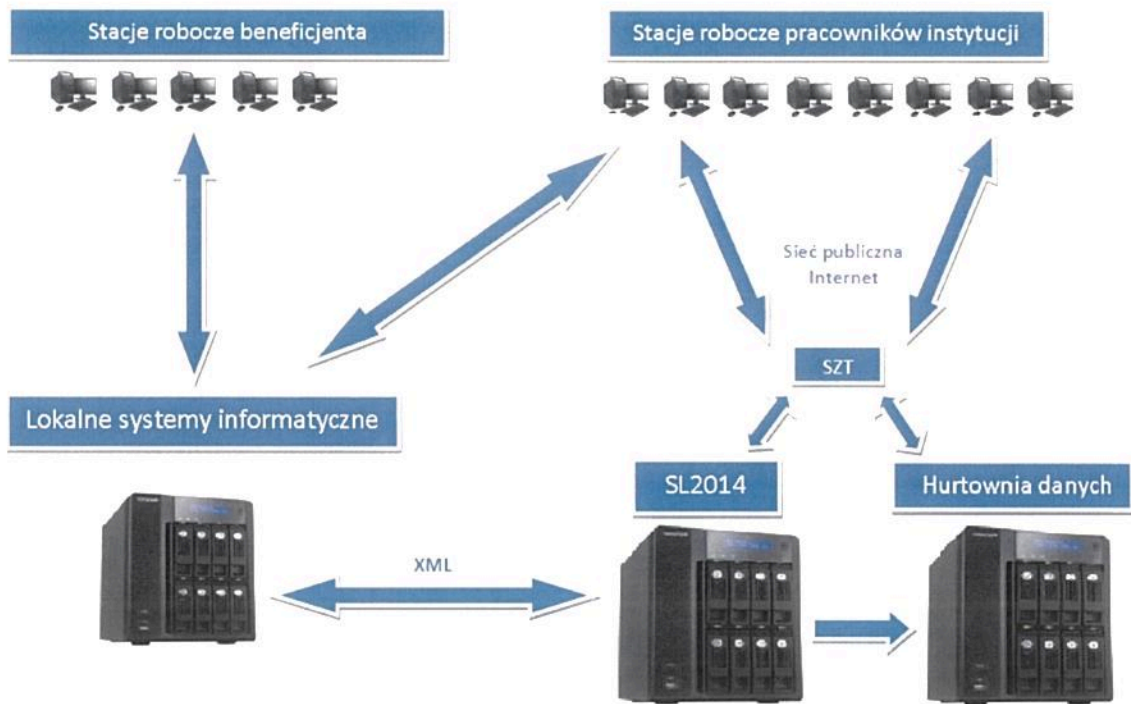 Stacje robocze beneficjenta
Stacje robocze pracowników instytucji
Sieć publiczna
Internet
SZT
Lokalne systemy informatyczne
SL2014
Hurtownia danych
XML